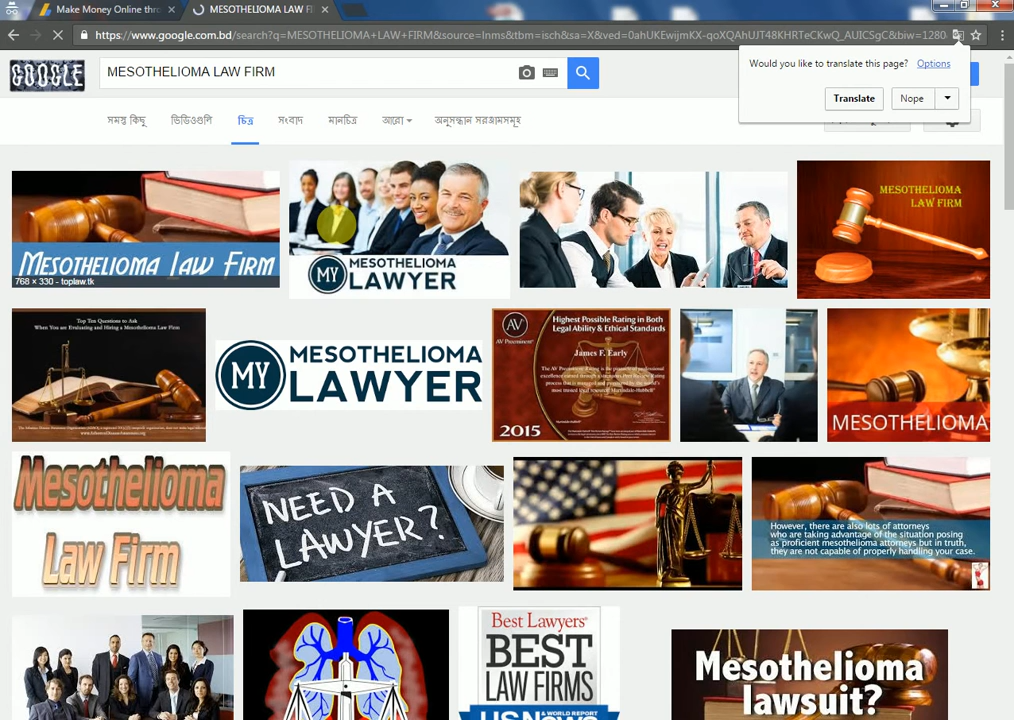 Make Money Online thro
MESOTHELIOMA LAW F
https://www.google.com.bd/search?q=MESOTHELIOMA+LAW+FIRM&source=lnms&tbm=isch&sa=X&ved=0ahUKEwijmKX-qoXQAhUJT48KHRTeCKwQ_AUICSgC&biw=1280
Would you like to translate this page? Options
Translate Nope
GOOGLE
MESOTHELIOMA LAW FIRM
সমস্ত কিছু ভিডিওগুলি চিত্র সংবাদ মানচিত্র আরো অনুসন্ধান সরঞ্জামসমূহ
MESOTHELIOMA LAW FIRM
768 × 330 - toplaw.tk
MY MESOTHELIOMA
LAWYER
MESOTHELIOMA
LAW FIRM
Top Ten Questions to Ask
When You are Evaluating and Hiring a Mesothelioma Law Firm
MY MESOTHELIOMA
LAWYER
AV
Highest Possible Rating in Both
Legal Ability & Ethical Standards
AV Preeminent
James F. Early
2015
MESOTHELIOMA
Mesothelioma
Law Firm
NEED A
LAWYER?
However, there are also lots of attorneys
who are taking advantage of the situation posing
as proficient mesothelioma attorneys but in truth,
they are not capable of properly handling your case.
Best Lawyers
BEST
LAW FIRMS
US News
& WORLD REPORT
Mesothelioma
lawsuit?